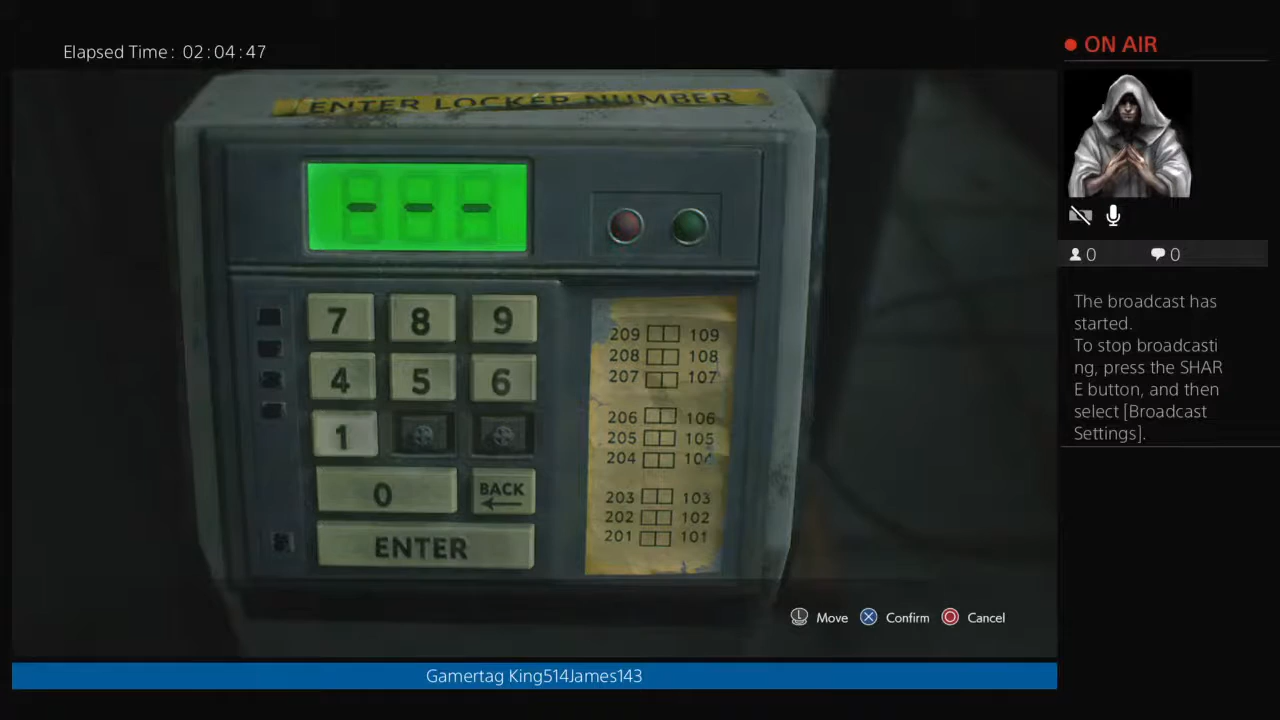 Elapsed Time: 02:04:47
ON AIR
ENTER LOCKER NUMBER
0 0
The broadcast has
started.
To stop broadcasti
ng, press the SHAR
E button, and then
select [Broadcast
Settings].
7 8 9
4 5 6
1
0 BACK
ENTER
209 109
208 108
207 107
206 106
205 105
204 104
203 103
202 102
201 101
L Move Confirm Cancel
Gamertag King514James143